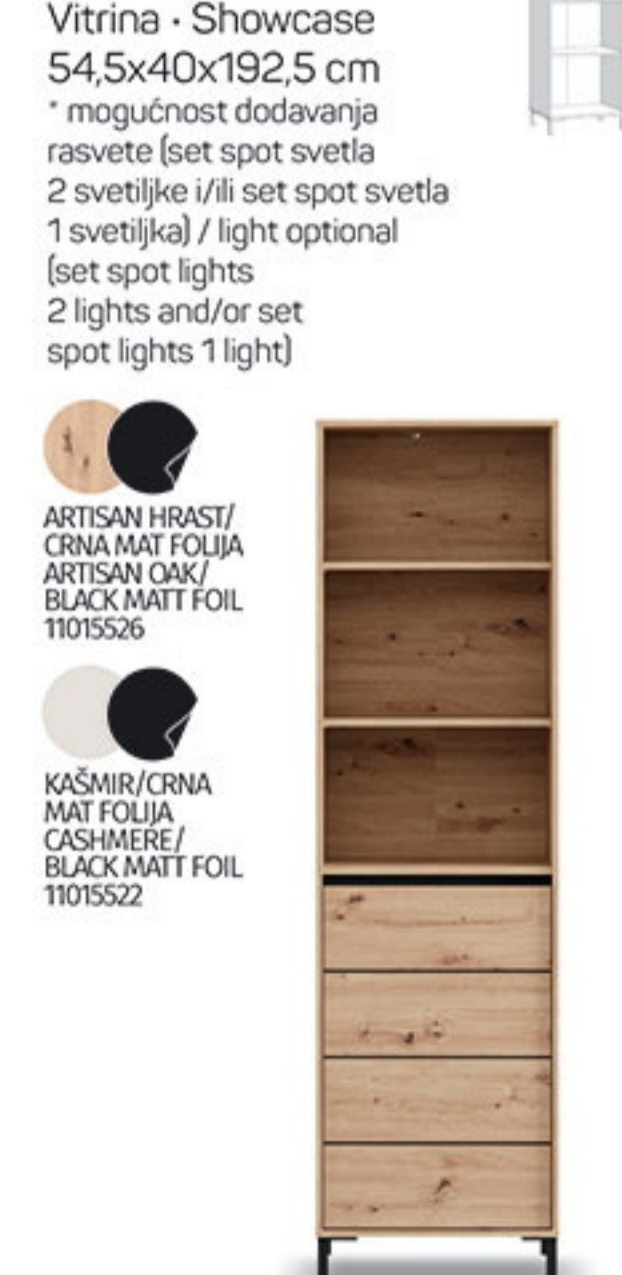 Vitrina · Showcase
54,5x40x192,5 cm
* mogućnost dodavanja
rasvete (set spot svetla
2 svetiljke i/ili set spot svetla
1 svetiljka) / light optional
(set spot lights
2 lights and/or set
spot lights 1 light)
ARTISAN HRAST/
CRNA MAT FOLIJA
ARTISAN OAK/
BLACK MATT FOIL
11015526
KAŠMIR/CRNA
MAT FOLIJA
CASHMERE/
BLACK MATT FOIL
11015522